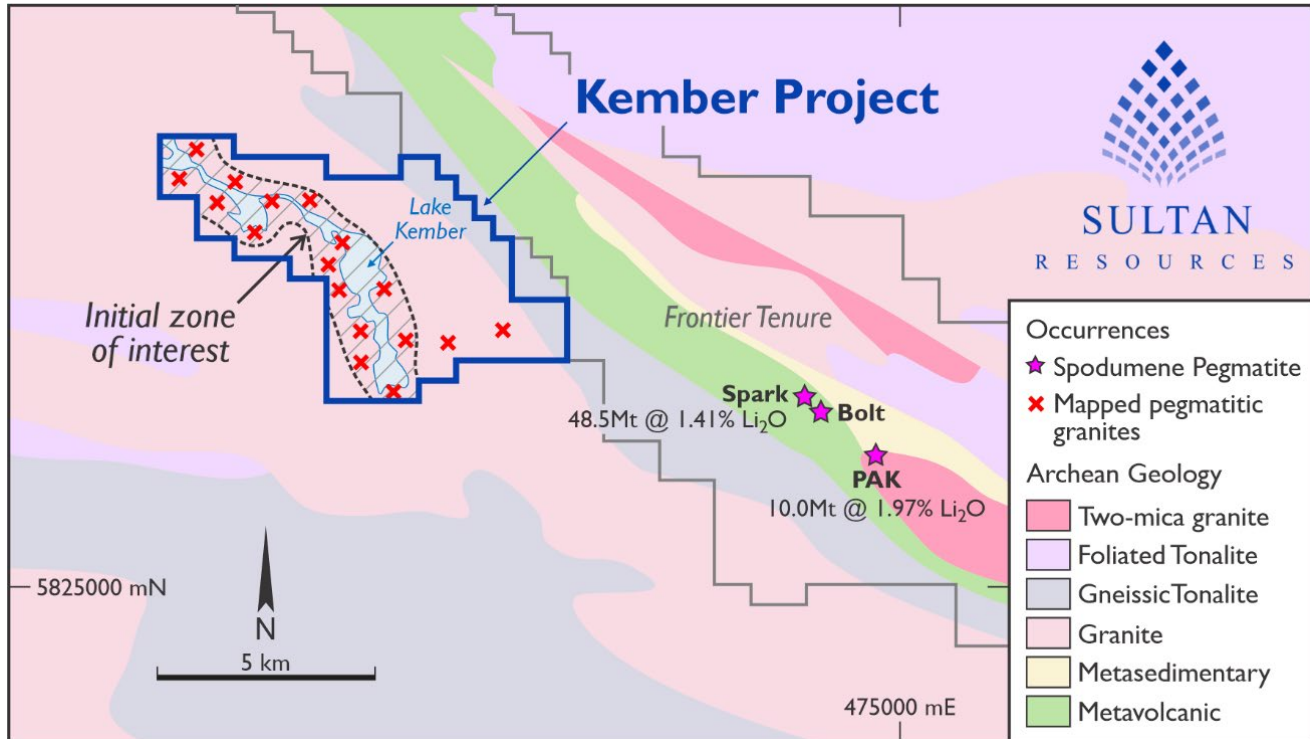 Kember Project
Lake
Kember
Initial zone
of interest
Frontier Tenure
Spark
48.5Mt @ 1.41% Li₂O
Bolt
PAK
10.0Mt @ 1.97% Li₂O
5825000 mN
N
5 km
475000 mE
SULTAN
RESOURCES
Occurrences
Spodumene Pegmatite
Mapped pegmatitic
granites
Archean Geology
Two-mica granite
Foliated Tonalite
Gneissic Tonalite
Granite
Metasedimentary
Metavolcanic